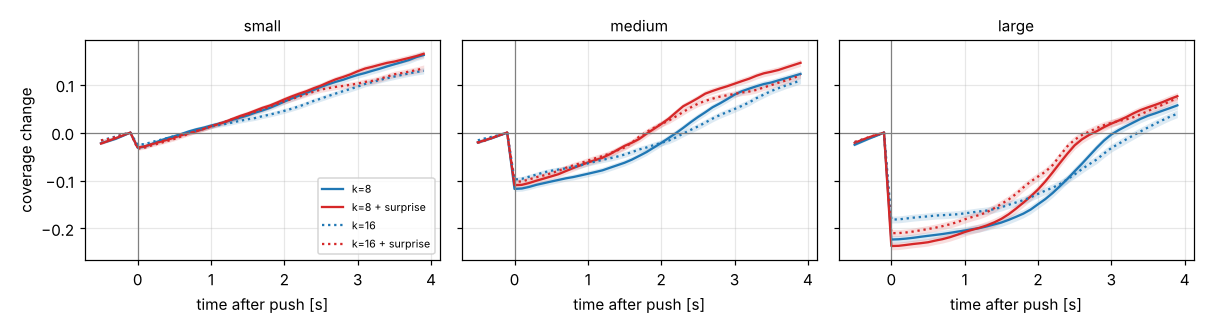 small
medium
large
coverage change
0.1
0.0
−0.1
−0.2
k=8
k=8 + surprise
k=16
k=16 + surprise
0 1 2 3 4
0 1 2 3 4
0 1 2 3 4
time after push [s]
time after push [s]
time after push [s]